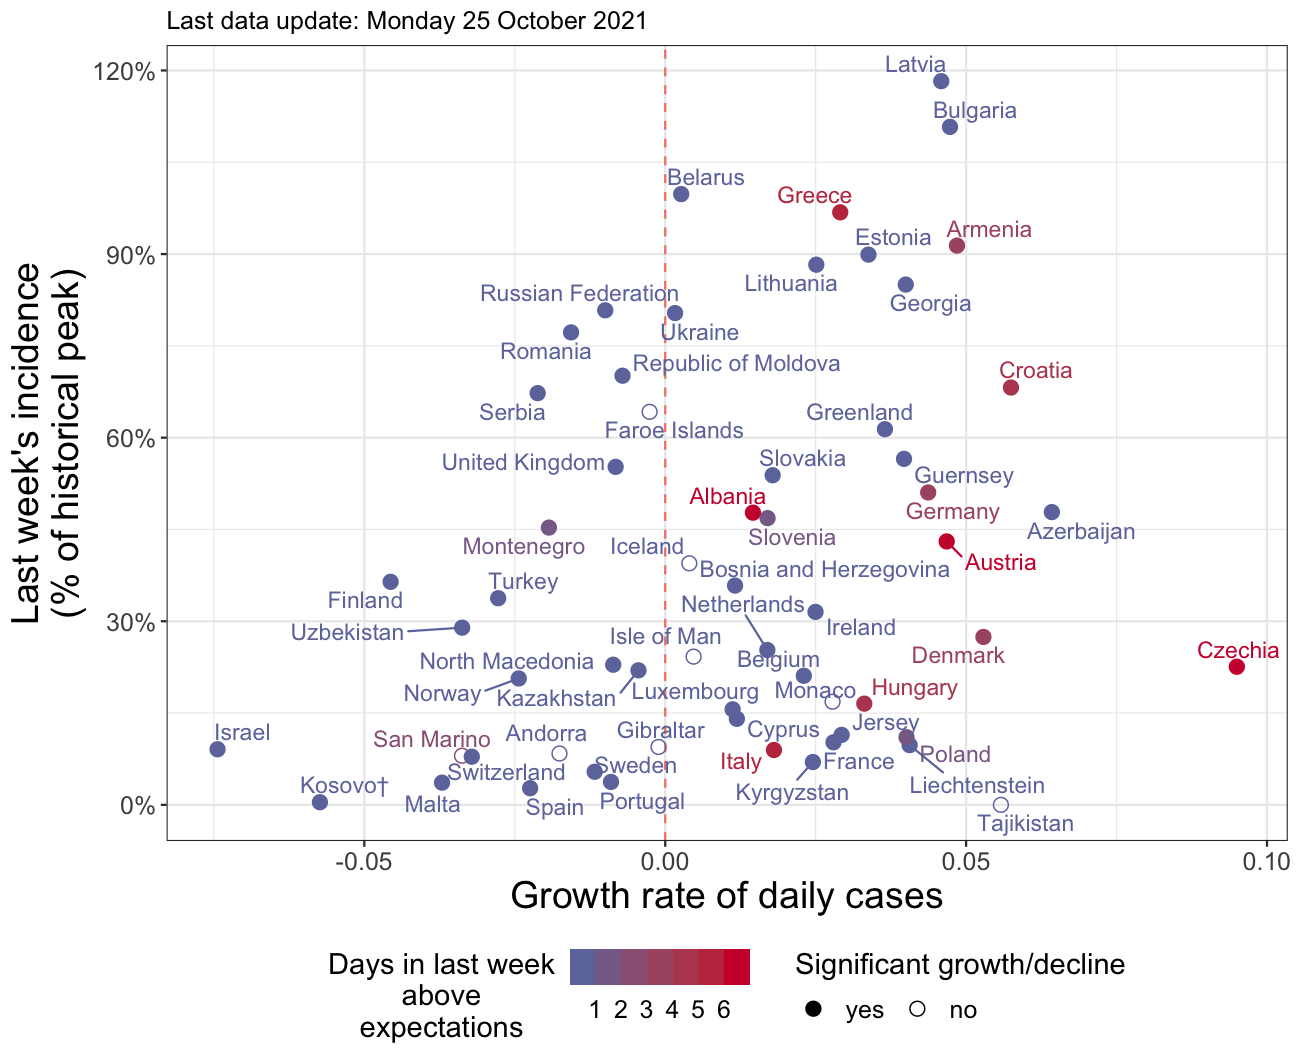 Last data update: Monday 25 October 2021
Last week's incidence
(% of historical peak)
120%
90%
60%
30%
0%
Latvia
Bulgaria
Belarus
Greece
Armenia
Estonia
Lithuania
Georgia
Russian Federation
Ukraine
Romania
Republic of Moldova
Croatia
Serbia
Greenland
Faroe Islands
United Kingdom
Slovakia
Guernsey
Albania
Germany
Azerbaijan
Slovenia
Montenegro
Iceland
Austria
Bosnia and Herzegovina
Turkey
Finland
Netherlands
Uzbekistan
Ireland
Isle of Man
Czechia
Denmark
Belgium
North Macedonia
Norway
Kazakhstan
Luxembourg
Monaco
Hungary
Jersey
Israel
San Marino
Andorra
Gibraltar
Cyprus
Poland
Italy
France
Switzerland
Sweden
Kosovo†
Malta
Spain
Portugal
Kyrgyzstan
Liechtenstein
Tajikistan
-0.05
0.00
0.05
0.10
Growth rate of daily cases
Days in last week
above
expectations
1 2 3 4 5 6
Significant growth/decline
yes
no